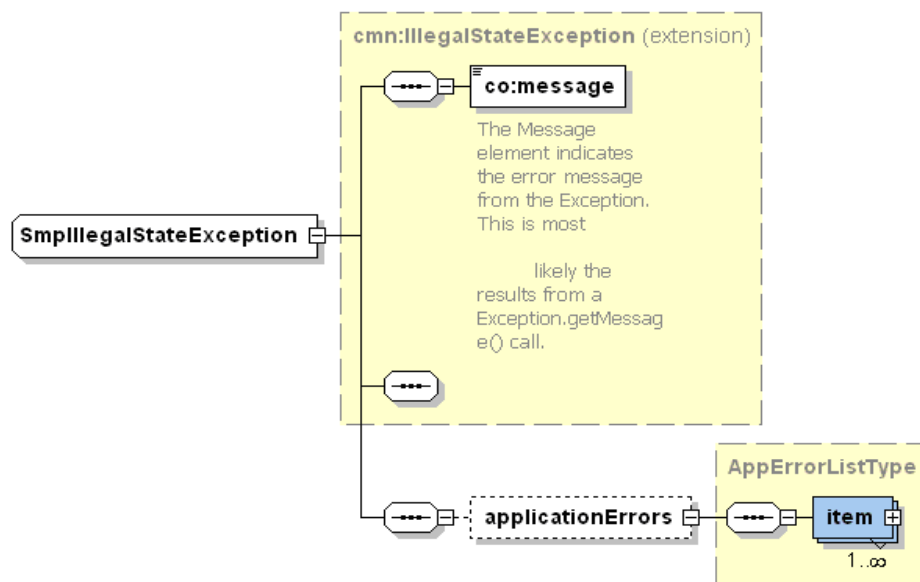 cmn:IllegalStateException (extension)
co:message
The Message
element indicates
the error message
from the Exception.
This is most
likely the
results from a
Exception.getMessag
e() call.
SmpIllegalStateException
AppErrorListType
applicationErrors
item
1..∞